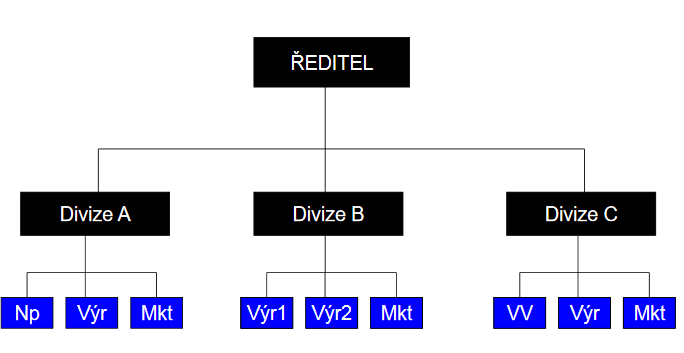 ŘEDITEL
Divize A
Divize B
Divize C
Np
Výr
Mkt
Výr1
Výr2
Mkt
VV
Výr
Mkt